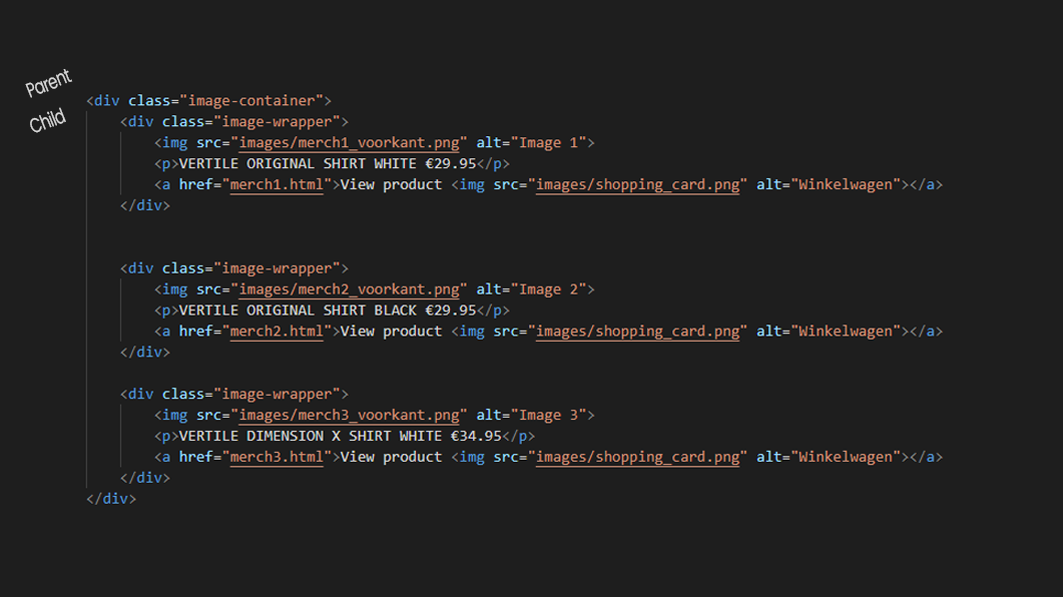 Parent
<div class="image-container">
Child
<div class="image-wrapper">
<img src="images/merch1_voorkant.png" alt="Image 1">
<p>VERTILE ORIGINAL SHIRT WHITE €29.95</p>
<a href="merch1.html">View product <img src="images/shopping_card.png" alt="Winkelwagen"></a>
</div>
<div class="image-wrapper">
<img src="images/merch2_voorkant.png" alt="Image 2">
<p>VERTILE ORIGINAL SHIRT BLACK €29.95</p>
<a href="merch2.html">View product <img src="images/shopping_card.png" alt="Winkelwagen"></a>
</div>
<div class="image-wrapper">
<img src="images/merch3_voorkant.png" alt="Image 3">
<p>VERTILE DIMENSION X SHIRT WHITE €34.95</p>
<a href="merch3.html">View product <img src="images/shopping_card.png" alt="Winkelwagen"></a>
</div>
</div>